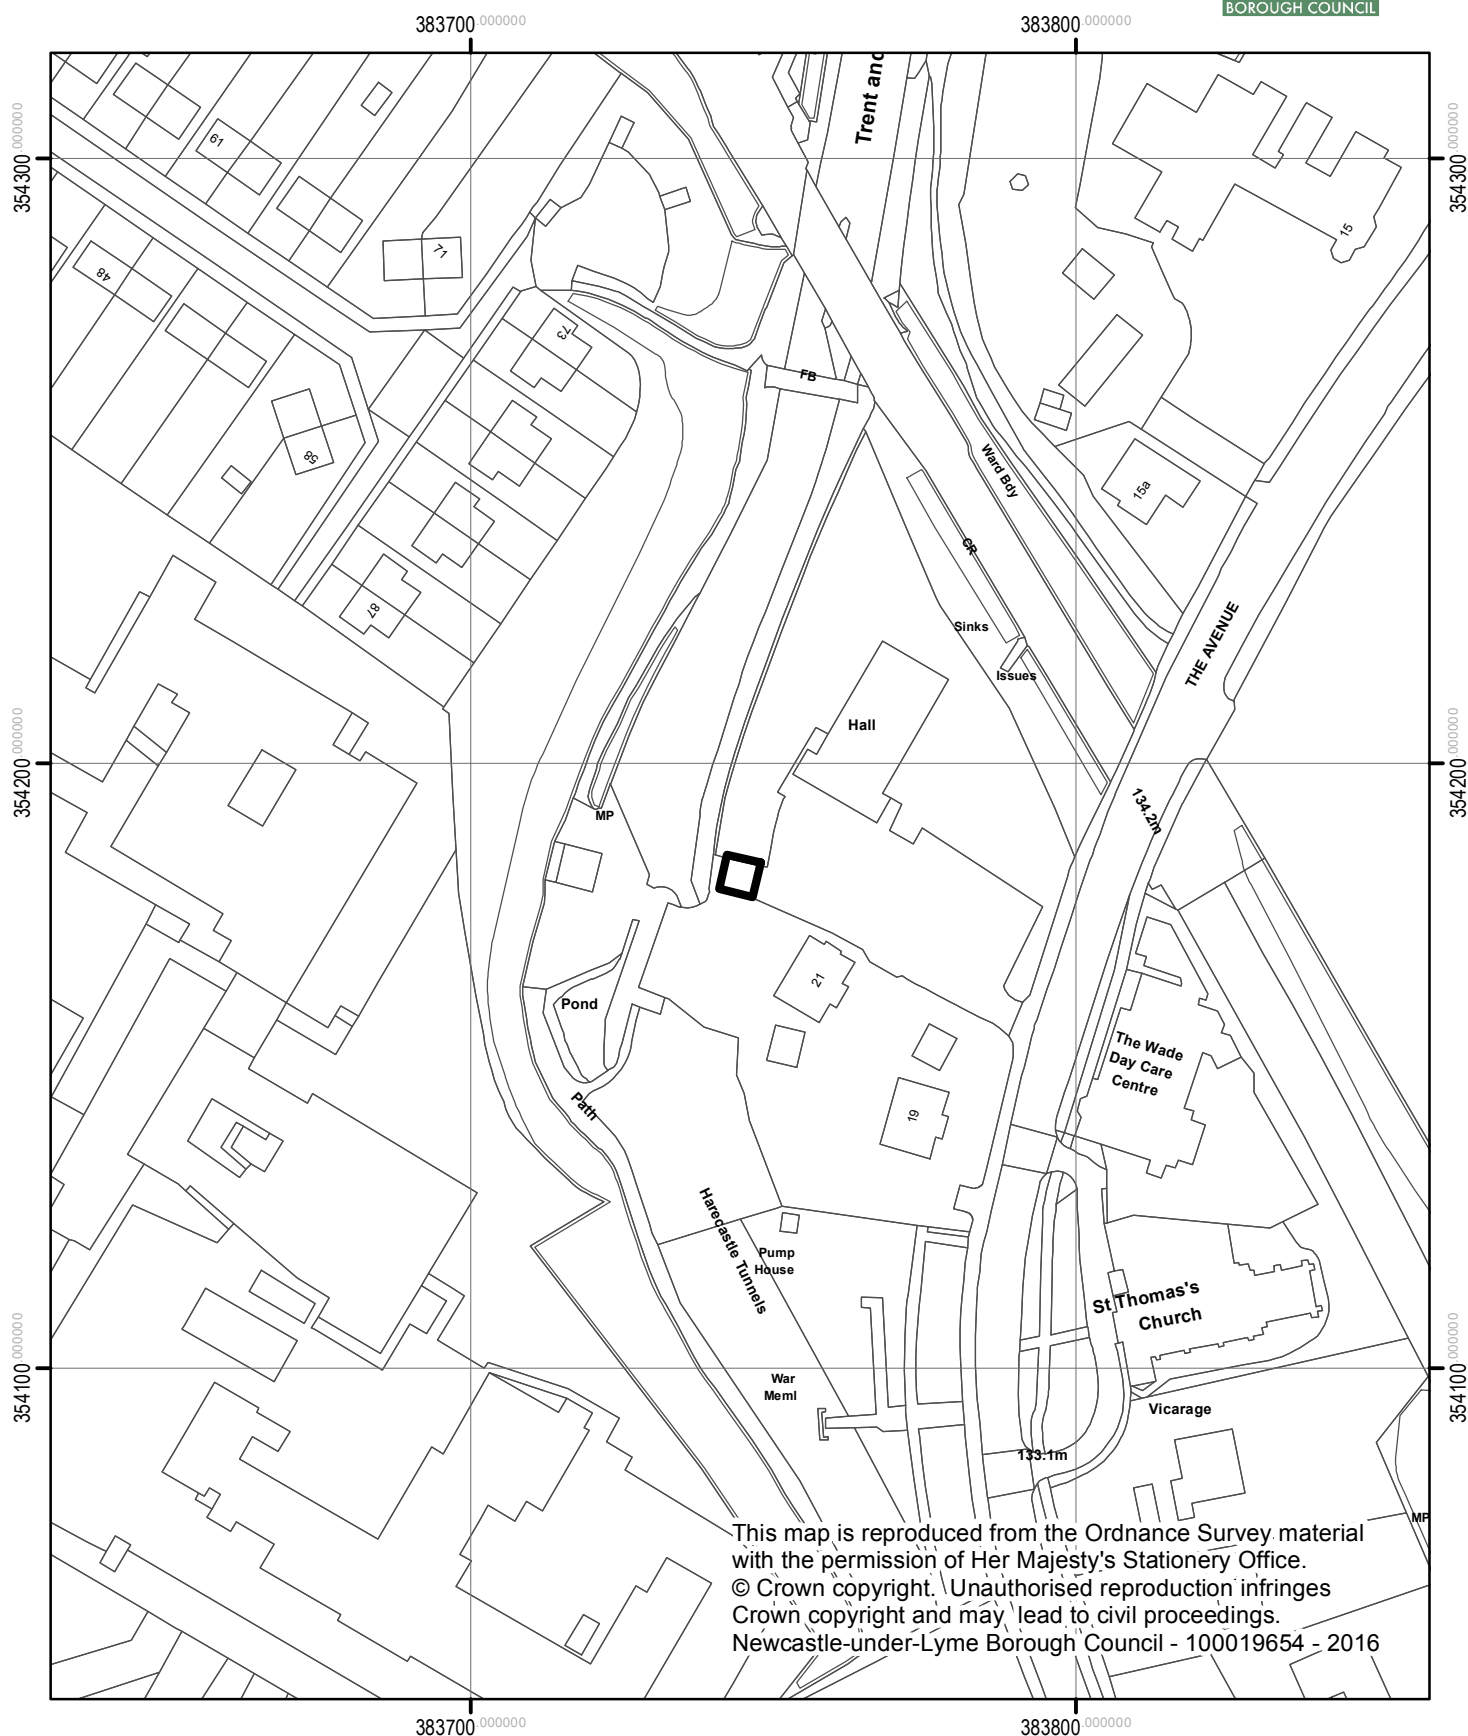 BOROUGH COUNCIL
383700.000000
383800.000000
354300.000000
354300.000000
Trent and
61
15
71
48
73
FB
58
Ward Bdy
15a
CR
87
Sinks
THE AVENUE
Issues
Hall
354200.000000
354200.000000
134.2m
MP
21
Pond
The Wade
Day Care
Centre
Path
19
Harecastle Tunnels
Pump
House
St Thomas's
Church
354100.000000
354100.000000
War
Meml
Vicarage
133.1m
MP
This map is reproduced from the Ordnance Survey material
with the permission of Her Majesty's Stationery Office.
© Crown copyright. Unauthorised reproduction infringes
Crown copyright and may lead to civil proceedings.
Newcastle-under-Lyme Borough Council - 100019654 - 2016
383700.000000
383800.000000